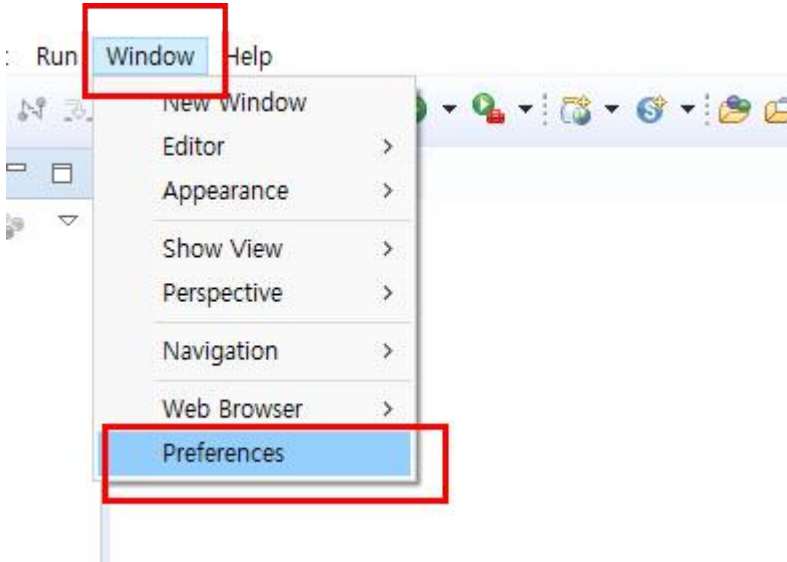 Run Window Help
New Window
Editor
Appearance
Show View
Perspective
Navigation
Web Browser
Preferences